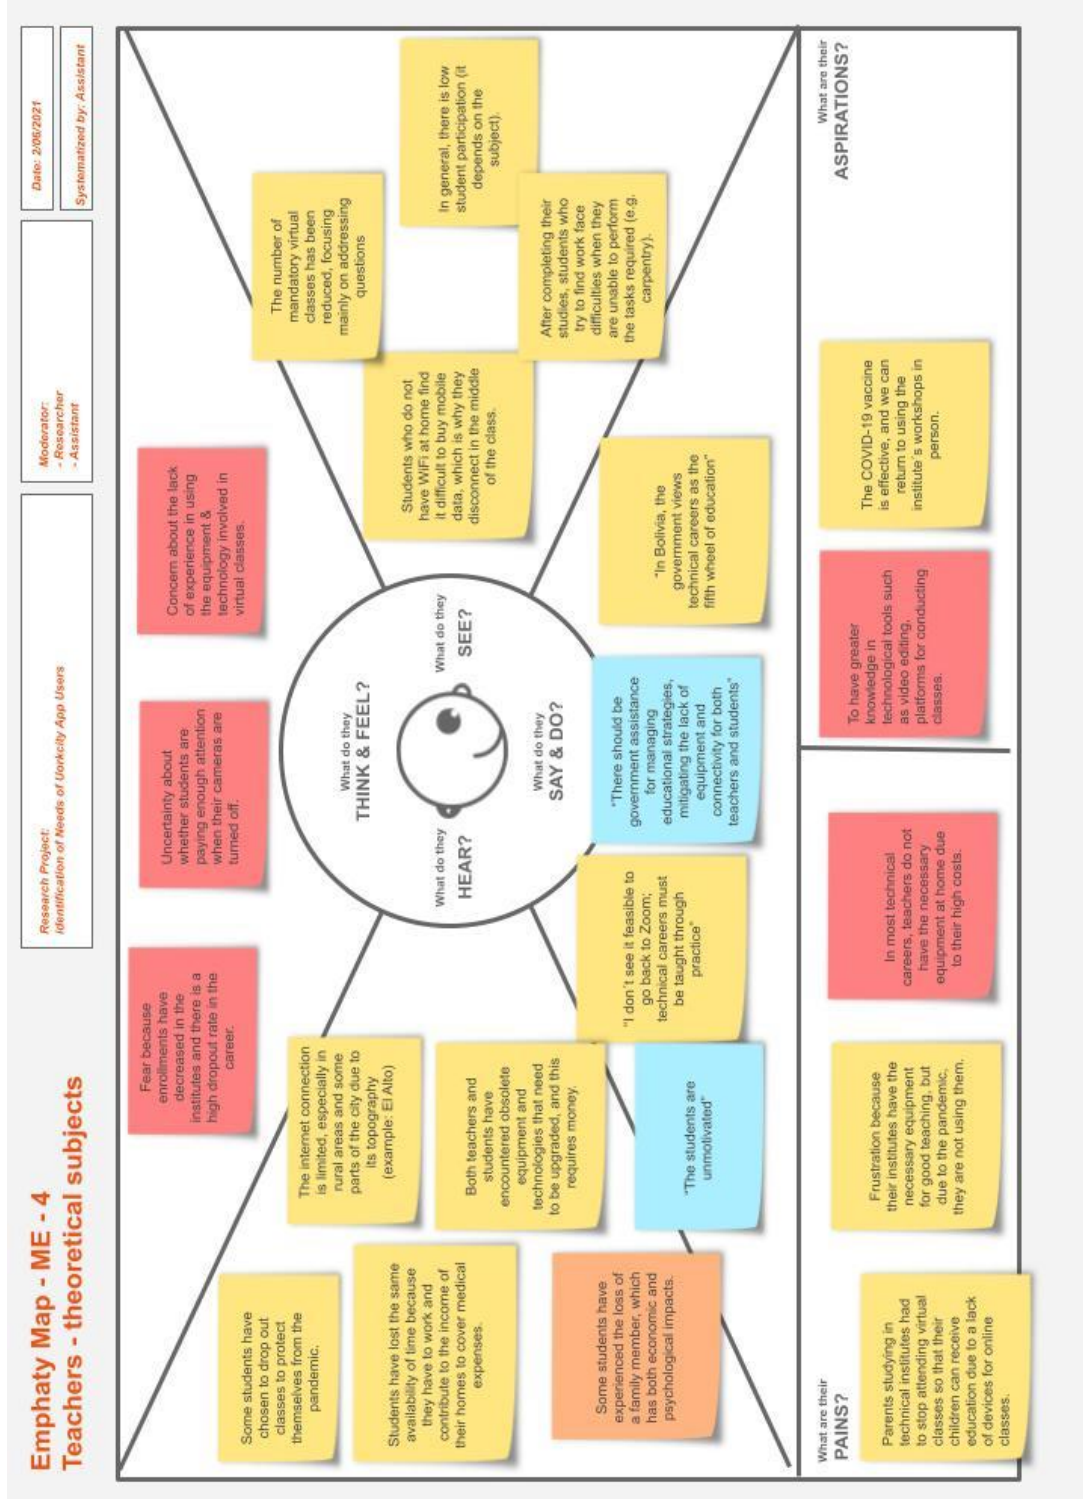 Emphaty Map - ME - 4
Teachers - theoretical subjects
Research Project:
Identification of Needs of Uorkcity App Users
Moderator:
- Researcher
- Assistant
Date: 2/06/2021
Systematized by: Assistant
What do they
THINK & FEEL?
Fear because
enrollments have
decreased in the
institutes and there is a
high dropout rate in the
career.
Uncertainty about
whether students are
paying enough attention
when their cameras are
turned off.
Concern about the lack
of experience in using
the equipment &
technology involved in
virtual classes.
What do they
HEAR?
Some students have
chosen to drop out
classes to protect
themselves from the
pandemic.
The internet connection
is limited, especially in
rural areas and some
parts of the city due to
its topography
(example: El Alto)
Students have lost the same
availability of time because
they have to work and
contribute to the income of
their homes to cover medical
expenses.
Both teachers and
students have
encountered obsolete
equipment and
technologies that need
to be upgraded, and this
requires money.
Some students have
experienced the loss of
a family member, which
has both economic and
psychological impacts.
What do they
SEE?
The number of
mandatory virtual
classes has been
reduced, focusing
mainly on addressing
questions
Students who do not
have WiFi at home find
it difficult to buy mobile
data, which is why they
disconnect in the middle
of the class.
In general, there is low
student participation (it
depends on the
subject).
After completing their
studies, students who
try to find work face
difficulties when they
are unable to perform
the tasks required (e.g.
carpentry).
What do they
SAY & DO?
"The students are
unmotivated"
"I don´t see it feasible to
go back to Zoom;
technical careers must
be taught through
practice"
"There should be
government assistance
for managing
educational strategies,
mitigating the lack of
equipment and
connectivity for both
teachers and students"
"In Bolivia, the
government views
technical careers as the
fifth wheel of education"
What are their
PAINS?
Parents studying in
technical institutes had
to stop attending virtual
classes so that their
children can receive
education due to a lack
of devices for online
classes.
Frustration because
their institutes have the
necessary equipment
for good teaching, but
due to the pandemic,
they are not using them.
In most technical
careers, teachers do not
have the necessary
equipment at home due
to their high costs.
What are their
ASPIRATIONS?
To have greater
knowledge in
technological tools such
as video editing,
platforms for conducting
classes.
The COVID-19 vaccine
is effective, and we can
return to using the
institute´s workshops in
person.